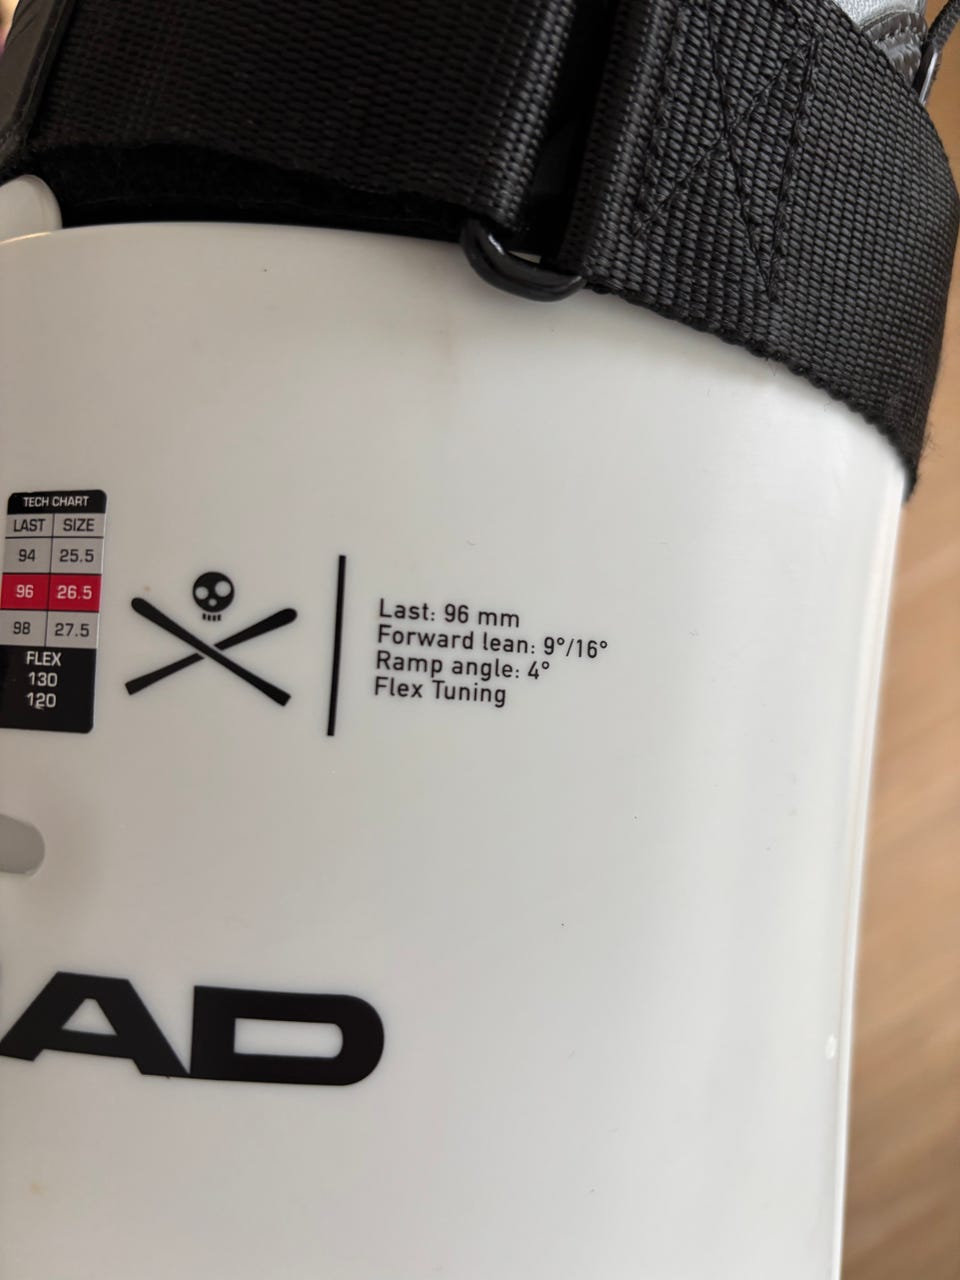 TECH CHART
LAST SIZE
94 25.5
96 26.5
98 27.5
FLEX
130
120
Last: 96 mm
Forward lean: 9°/16°
Ramp angle: 4°
Flex Tuning
AD